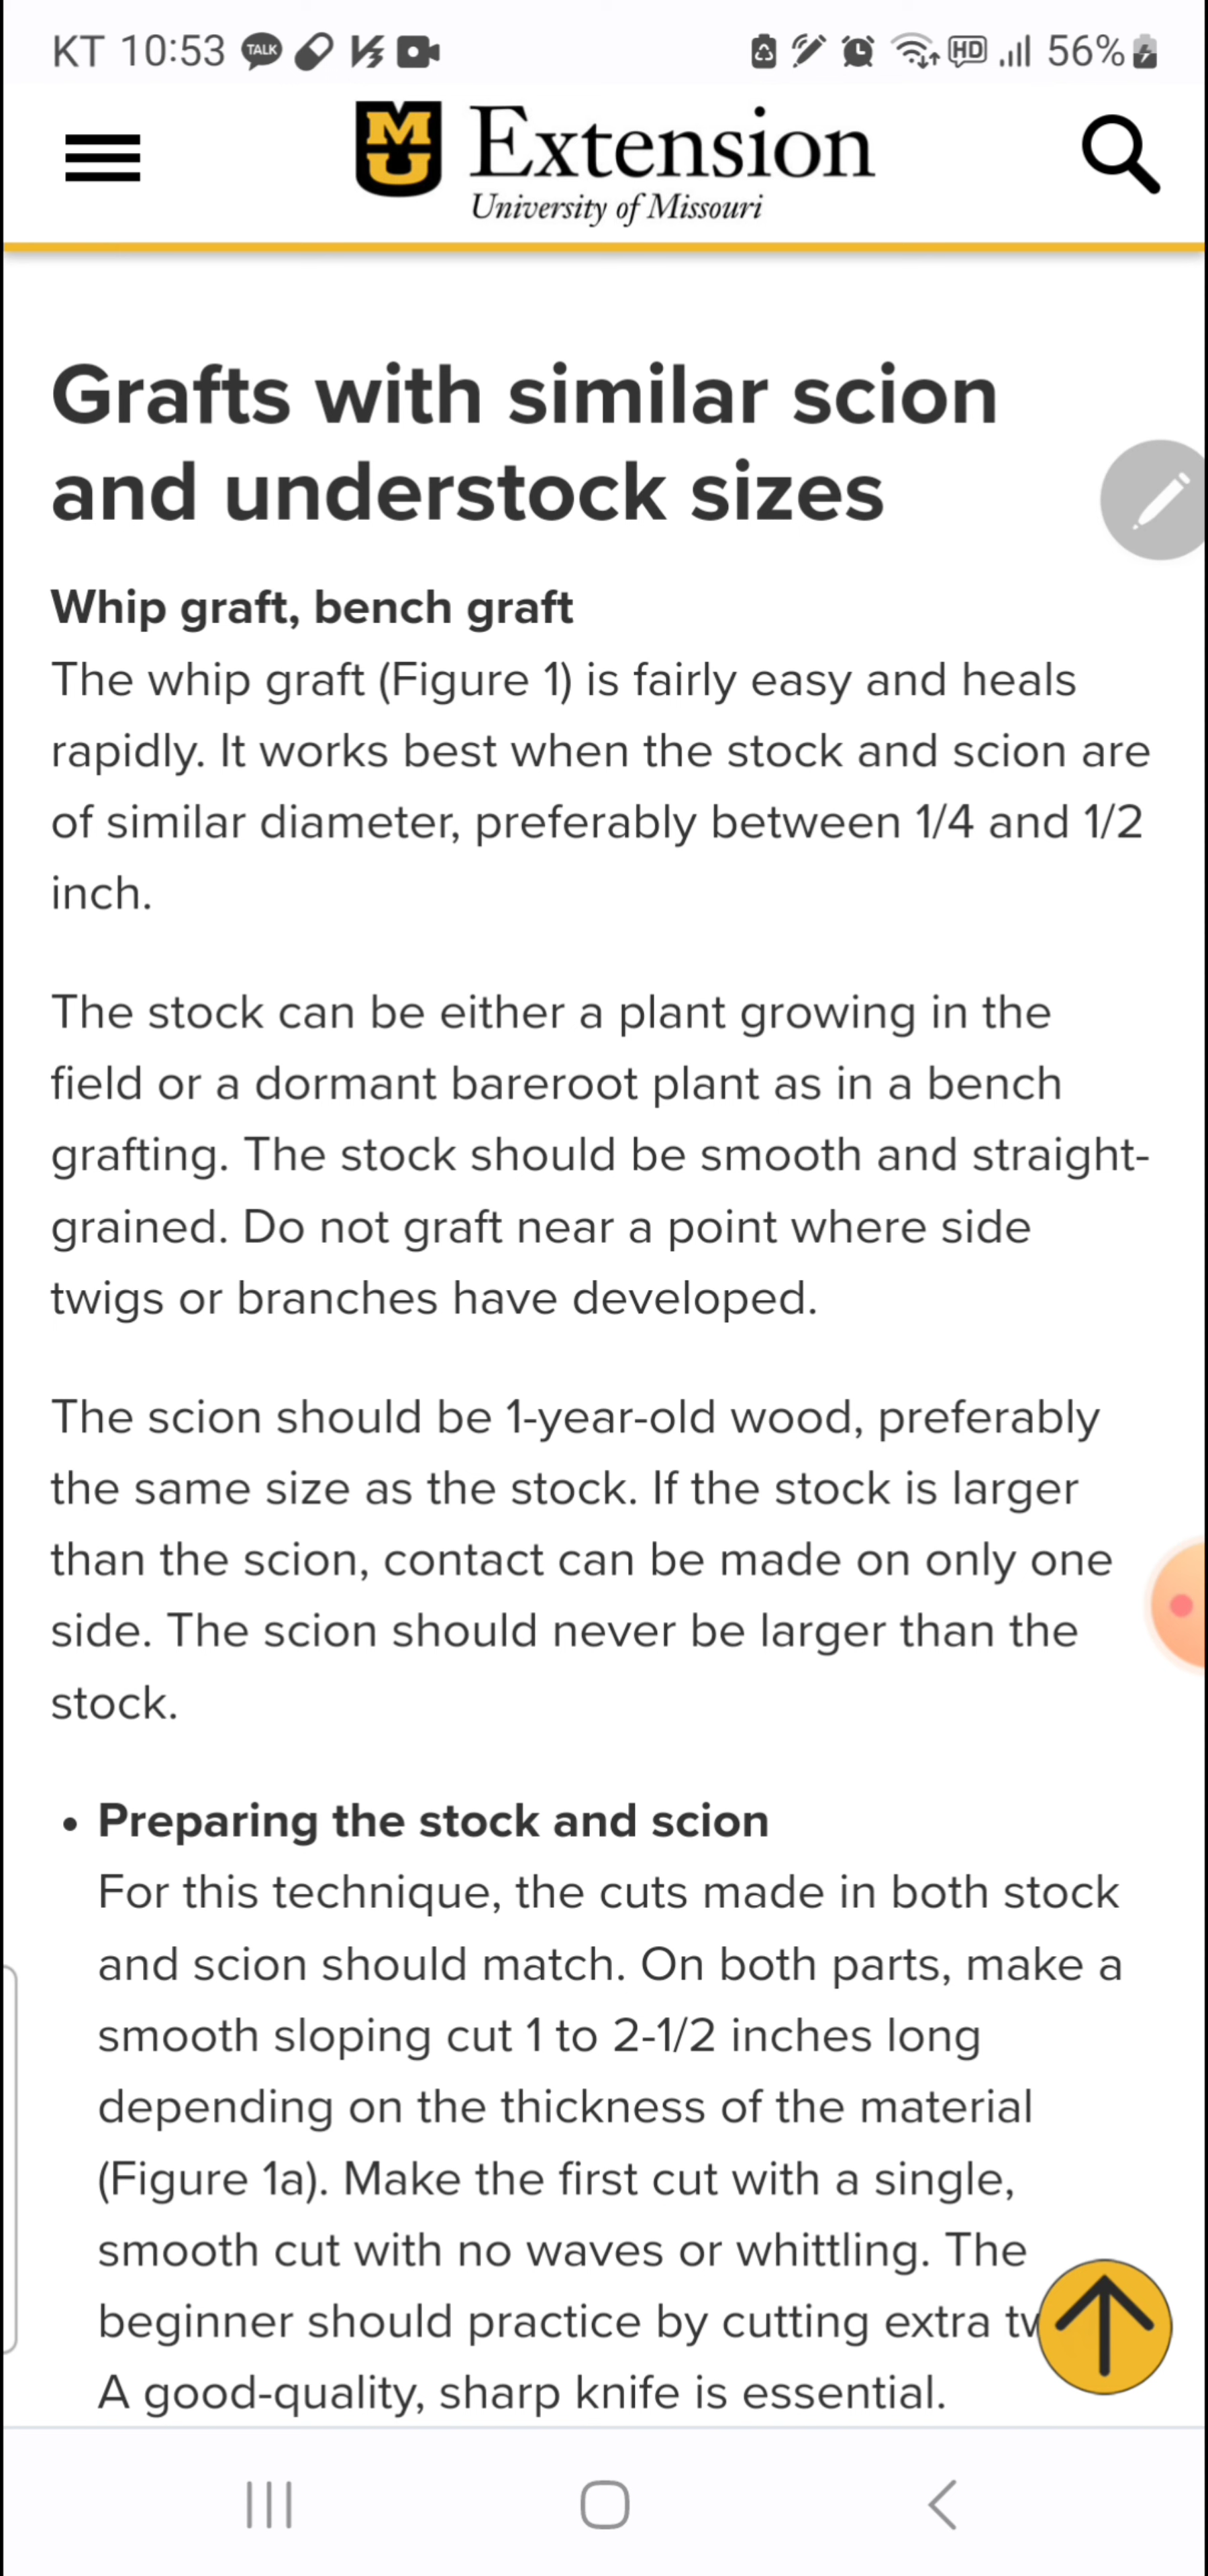 KT 10:53 TALK HD 56%
MU Extension
University of Missouri
Grafts with similar scion
and understock sizes
Whip graft, bench graft
The whip graft (Figure 1) is fairly easy and heals
rapidly. It works best when the stock and scion are
of similar diameter, preferably between 1/4 and 1/2
inch.
The stock can be either a plant growing in the
field or a dormant bareroot plant as in a bench
grafting. The stock should be smooth and straight-
grained. Do not graft near a point where side
twigs or branches have developed.
The scion should be 1-year-old wood, preferably
the same size as the stock. If the stock is larger
than the scion, contact can be made on only one
side. The scion should never be larger than the
stock.
• Preparing the stock and scion
For this technique, the cuts made in both stock
and scion should match. On both parts, make a
smooth sloping cut 1 to 2-1/2 inches long
depending on the thickness of the material
(Figure 1a). Make the first cut with a single,
smooth cut with no waves or whittling. The
beginner should practice by cutting extra
A good-quality, sharp knife is essential.